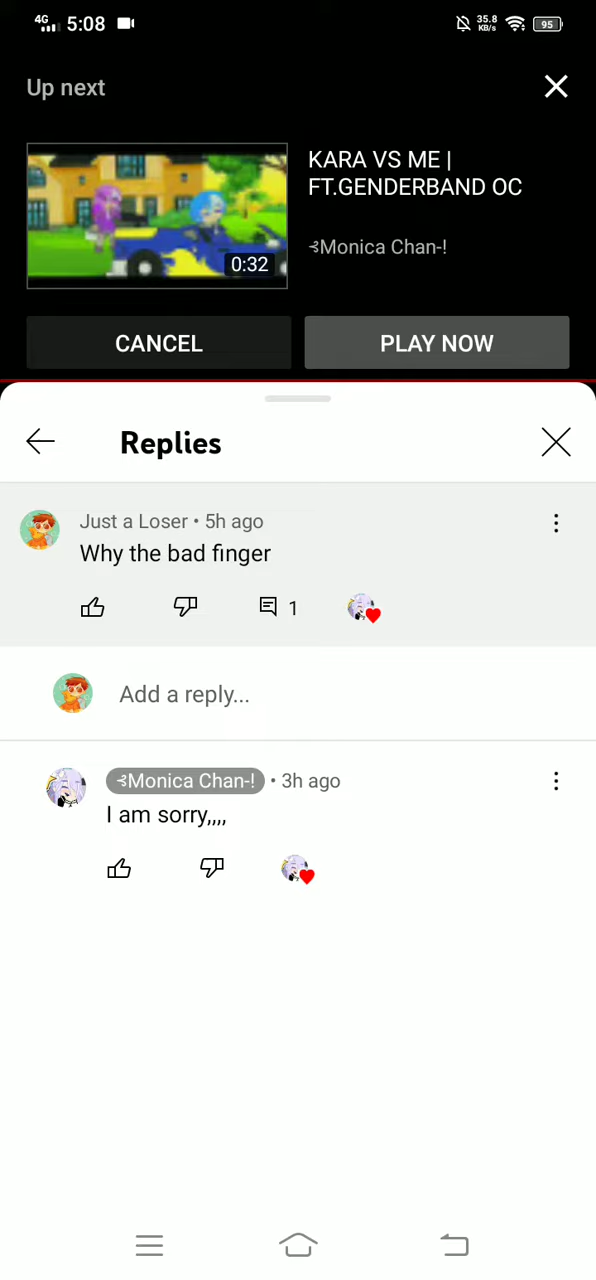 4G 5:08 35.8 KB/s 95
Up next
KARA VS ME |
FT.GENDERBAND OC
⊰Monica Chan-!
0:32
CANCEL PLAY NOW
Replies
Just a Loser • 5h ago
Why the bad finger
1
Add a reply...
⊰Monica Chan-! • 3h ago
I am sorry,,,,